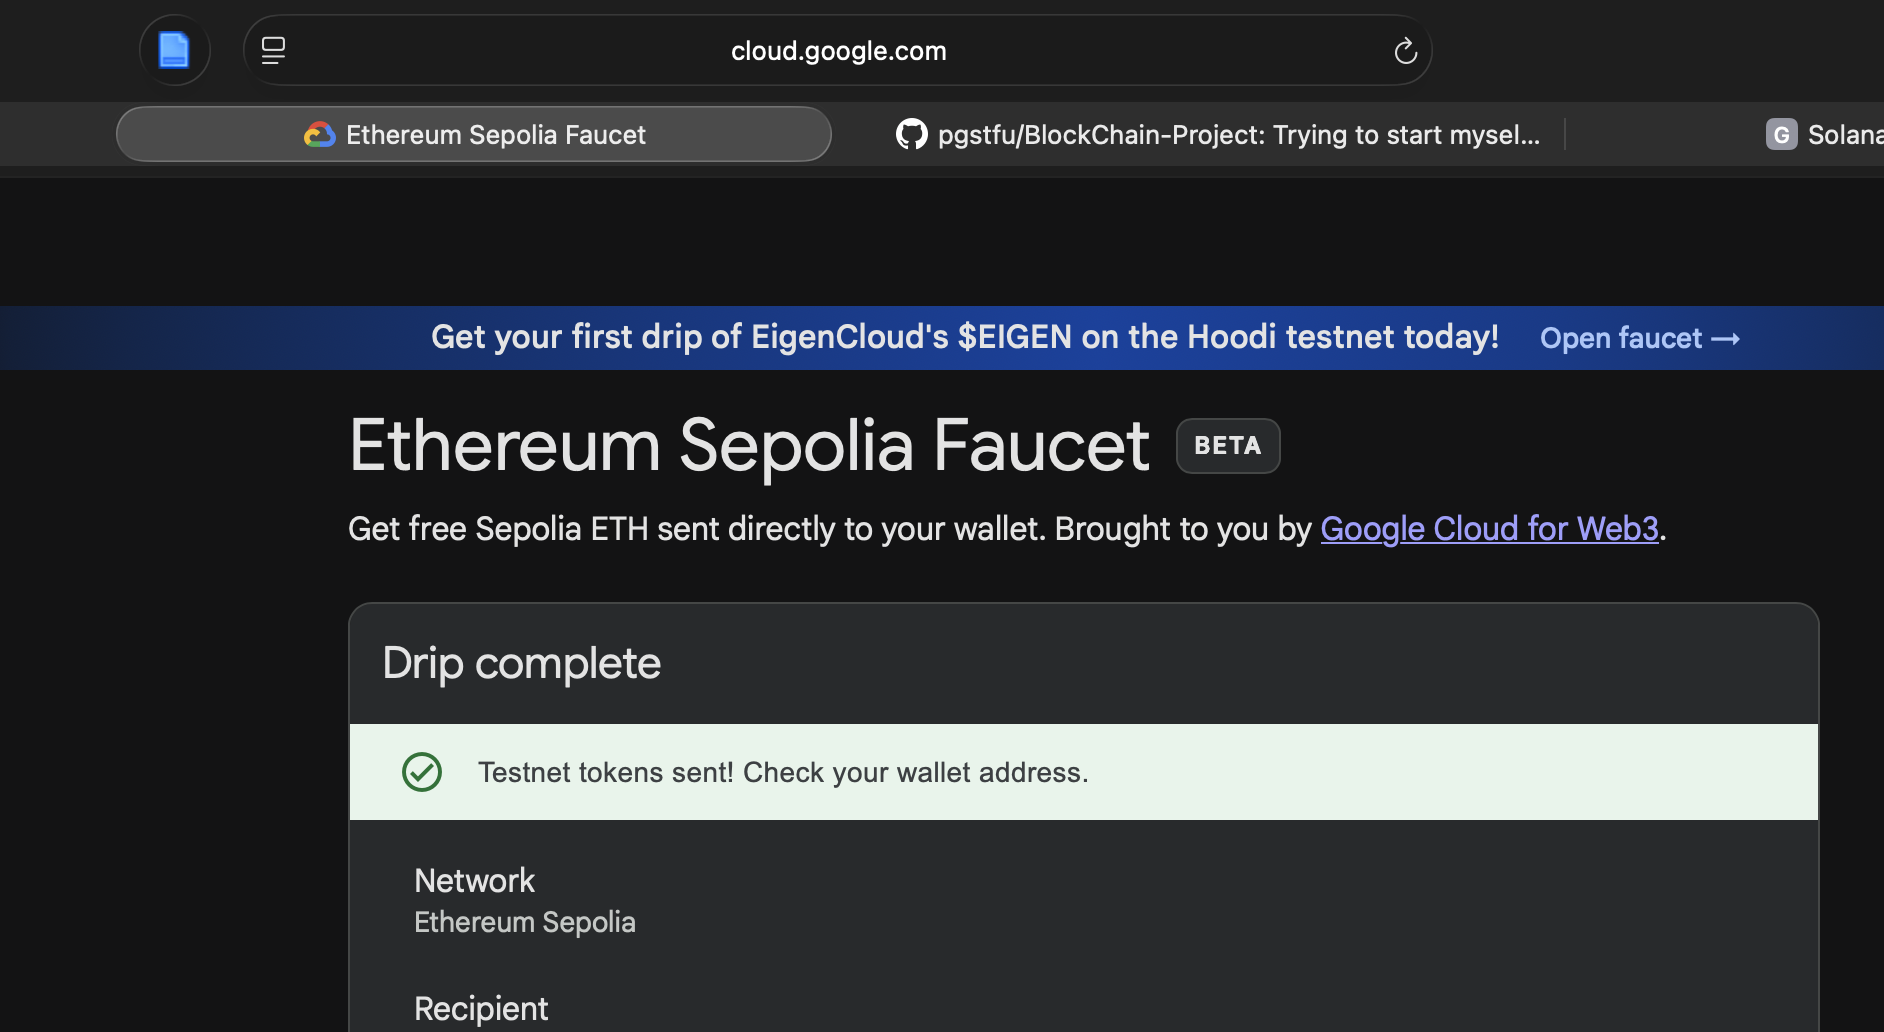 cloud.google.com
Ethereum Sepolia Faucet
pgstfu/BlockChain-Project: Trying to start mysel...
G Solana
Get your first drip of EigenCloud's $EIGEN on the Hoodi testnet today! Open faucet →
Ethereum Sepolia Faucet BETA
Get free Sepolia ETH sent directly to your wallet. Brought to you by Google Cloud for Web3.
Drip complete
Testnet tokens sent! Check your wallet address.
Network
Ethereum Sepolia
Recipient